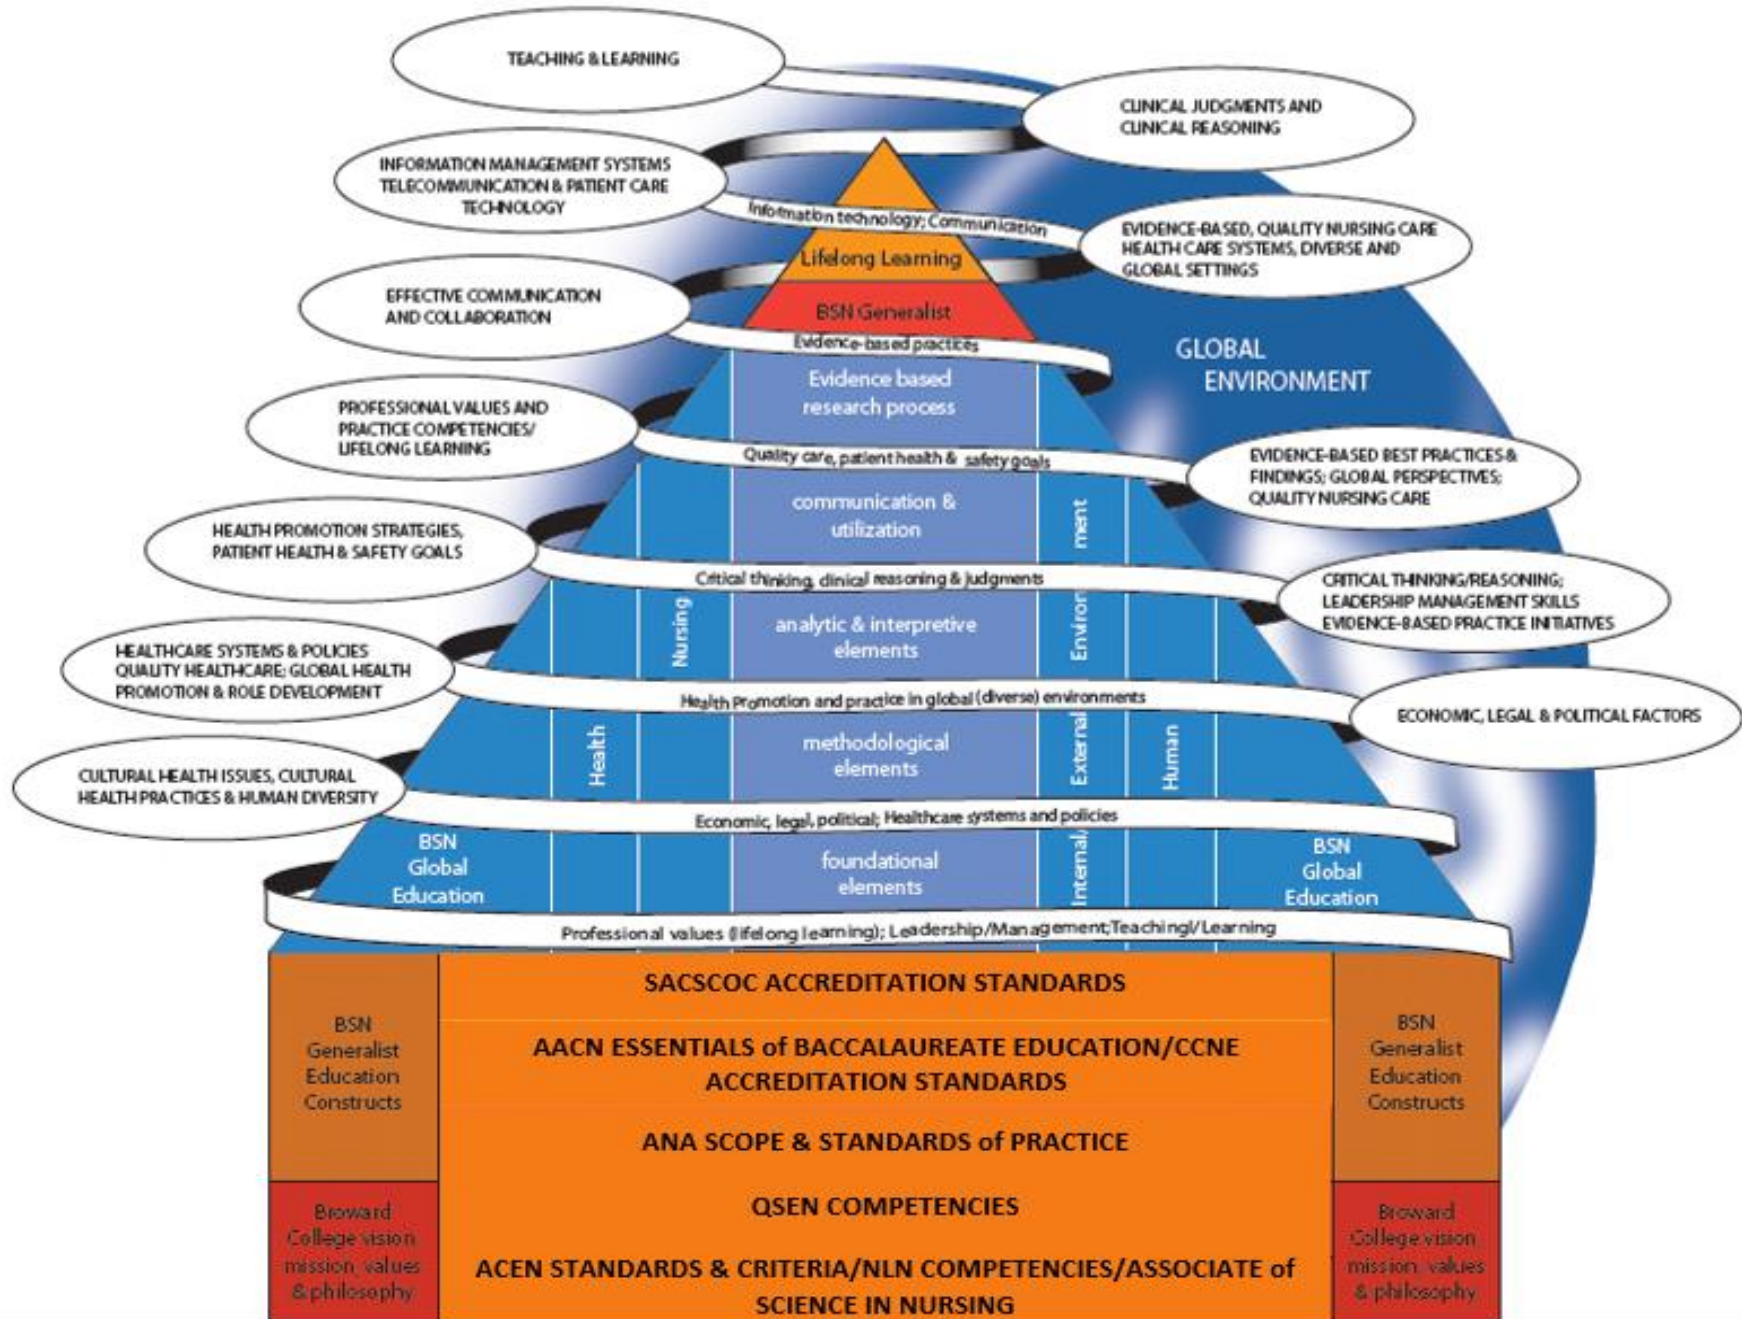 TEACHING & LEARNING
CLINICAL JUDGMENTS AND
CLINICAL REASONING
INFORMATION MANAGEMENT SYSTEMS
TELECOMMUNICATION & PATIENT CARE
TECHNOLOGY
Information technology; Communication
EVIDENCE-BASED, QUALITY NURSING CARE
HEALTH CARE SYSTEMS, DIVERSE AND
GLOBAL SETTINGS
Lifelong Learning
EFFECTIVE COMMUNICATION
AND COLLABORATION
BSN Generalist
Evidence-based practices
GLOBAL
ENVIRONMENT
Evidence based
research process
PROFESSIONAL VALUES AND
PRACTICE COMPETENCIES/
LIFELONG LEARNING
Quality care, patient health & safety goals
EVIDENCE-BASED BEST PRACTICES &
FINDINGS; GLOBAL PERSPECTIVES;
QUALITY NURSING CARE
communication &
utilization
HEALTH PROMOTION STRATEGIES,
PATIENT HEALTH & SAFETY GOALS
Critical thinking, clinical reasoning & judgments
CRITICAL THINKING/REASONING;
LEADERSHIP MANAGEMENT SKILLS
EVIDENCE-BASED PRACTICE INITIATIVES
Nursing
analytic & interpretive
elements
HEALTHCARE SYSTEMS & POLICIES
QUALITY HEALTHCARE; GLOBAL HEALTH
PROMOTION & ROLE DEVELOPMENT
Health Promotion and practice in global (diverse) environments
ECONOMIC, LEGAL & POLITICAL FACTORS
Health
methodological
elements
Internal/ External Environ ment
Human
CULTURAL HEALTH ISSUES, CULTURAL
HEALTH PRACTICES & HUMAN DIVERSITY
Economic, legal, political; Healthcare systems and policies
BSN
Global
Education
foundational
elements
BSN
Global
Education
Professional values (lifelong learning); Leadership/Management;Teachingl/Learning
SACSCOC ACCREDITATION STANDARDS
BSN
Generalist
Education
Constructs
AACN ESSENTIALS of BACCALAUREATE EDUCATION/CCNE
ACCREDITATION STANDARDS
BSN
Generalist
Education
Constructs
ANA SCOPE & STANDARDS of PRACTICE
QSEN COMPETENCIES
Broward
College vision,
mission, values
& philosophy
ACEN STANDARDS & CRITERIA/NLN COMPETENCIES/ASSOCIATE of
SCIENCE IN NURSING
Broward
College vision,
mission, values
& philosophy